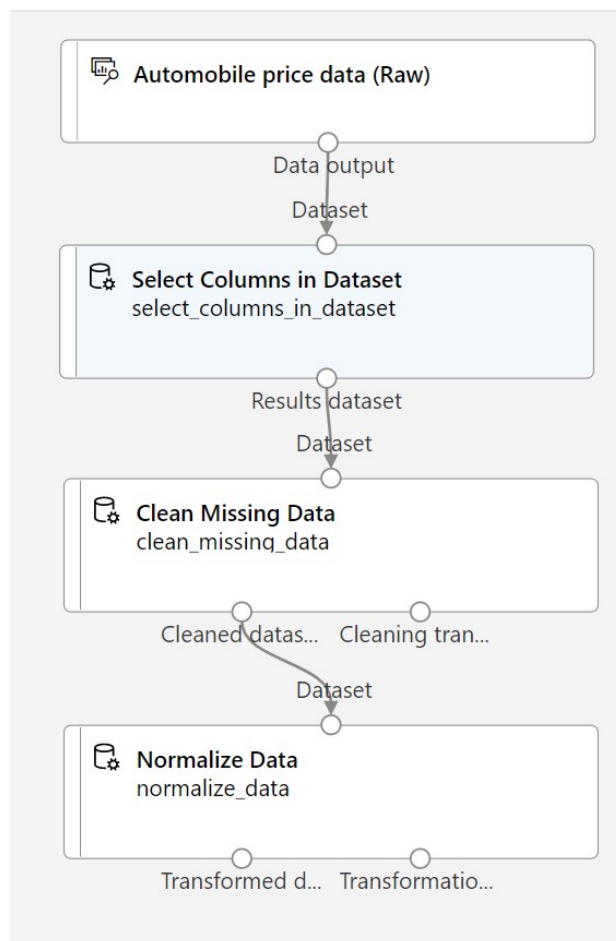 Automobile price data (Raw)
Data output
Dataset
Select Columns in Dataset
select_columns_in_dataset
Results dataset
Dataset
Clean Missing Data
clean_missing_data
Cleaned datas... Cleaning tran...
Dataset
Normalize Data
normalize_data
Transformed d... Transformatio...